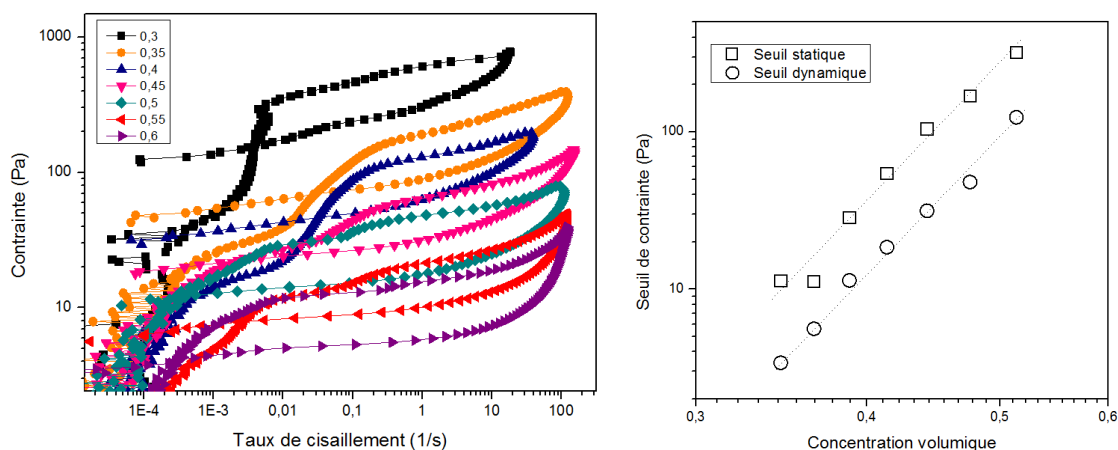 1000
100
10
Contrainte (Pa)
0,3
0,35
0,4
0,45
0,5
0,55
0,6
1E-4 1E-3 0,01 0,1 1 10 100
Taux de cisaillement (1/s)
Seuil statique
Seuil dynamique
100
10
Seuil de contrainte (Pa)
0,3 0,4 0,5 0,6
Concentration volumique